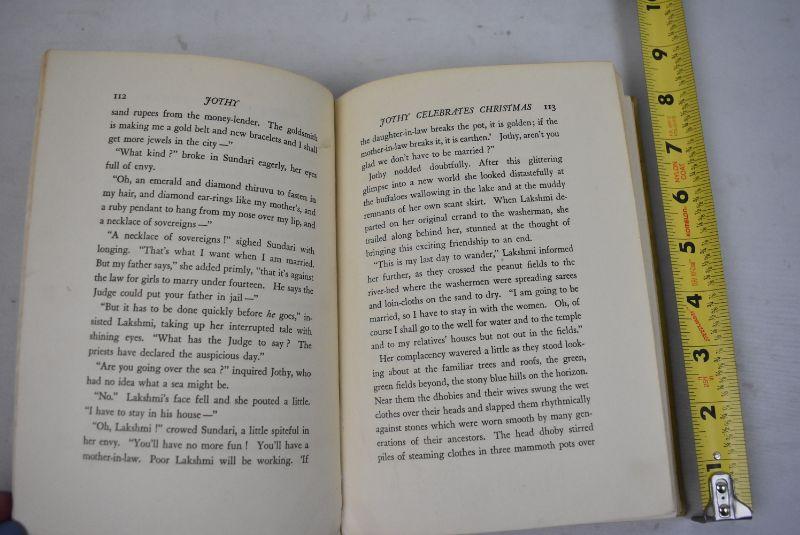 112 JOTHY
sand rupees from the money-lender. The goldsmith
is making me a gold belt and new bracelets and I shall
get more jewels in the city—"
"What kind?" broke in Sundari eagerly, her eyes
full of envy.
"Oh, an emerald and diamond thiruvu to fasten in
my hair, and diamond ear-rings like my mother's, and
a ruby pendant to hang from my nose over my lip, and
a necklace of sovereigns—"
"A necklace of sovereigns!" sighed Sundari with
longing. "That's what I want when I am married.
But my father says," she added primly, "that it's against
the law for girls to marry under fourteen. He says the
Judge could put your father in jail—"
"But it has to be done quickly before he goes," in-
sisted Lakshmi, taking up her interrupted tale with
shining eyes. "What has the Judge to say? The
priests have declared the auspicious day."
"Are you going over the sea?" inquired Jothy, who
had no idea what a sea might be.
"No." Lakshmi's face fell and she pouted a little.
"I have to stay in his house—"
"Oh, Lakshmi!" crowed Sundari, a little spiteful in
her envy. "You'll have no more fun! You'll have a
mother-in-law. Poor Lakshmi will be working. 'If
JOTHY CELEBRATES CHRISTMAS 113
the daughter-in-law breaks the pot, it is golden; if the
mother-in-law breaks it, it is earthen.' Jothy, aren't you
glad we don't have to be married?"
Jothy nodded doubtfully. After this glittering
glimpse into a new world she looked distastefully at
the buffaloes wallowing in the lake and at the muddy
remnants of her own scant skirt. When Lakshmi de-
parted on her original errand to the washerman, she
trailed along behind her, stunned at the thought of
bringing this exciting friendship to an end.
"This is my last day to wander," Lakshmi informed
her further, as they crossed the peanut fields to the
river-bed where the washermen were spreading sarees
and loin-cloths on the sand to dry. "I am going to be
married, so I have to stay with the women. Oh, of
course I shall go to the well for water and to the temple
and to my relatives' houses but not out in the fields."
Her complacency wavered a little as they stood look-
ing about at the familiar trees and roofs, the green,
green fields beyond, the stony blue hills on the horizon.
Near them the dhobies and their wives swung the wet
clothes over their heads and slapped them rhythmically
against stones which were worn smooth by many gen-
erations of their ancestors. The head dhoby stirred
piles of steaming clothes in three mammoth pots over
10
9
8
7
6
5
4
3
2
1